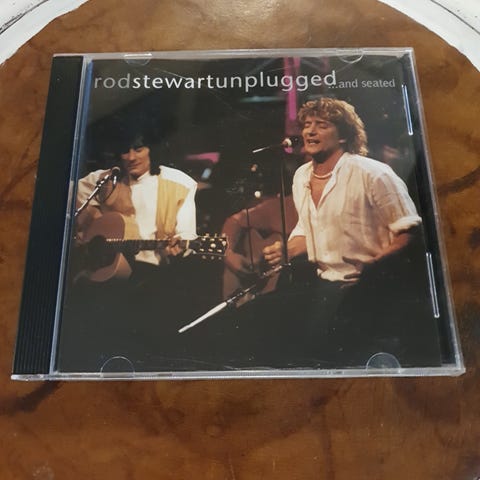 rodstewartunplugged
...and seated